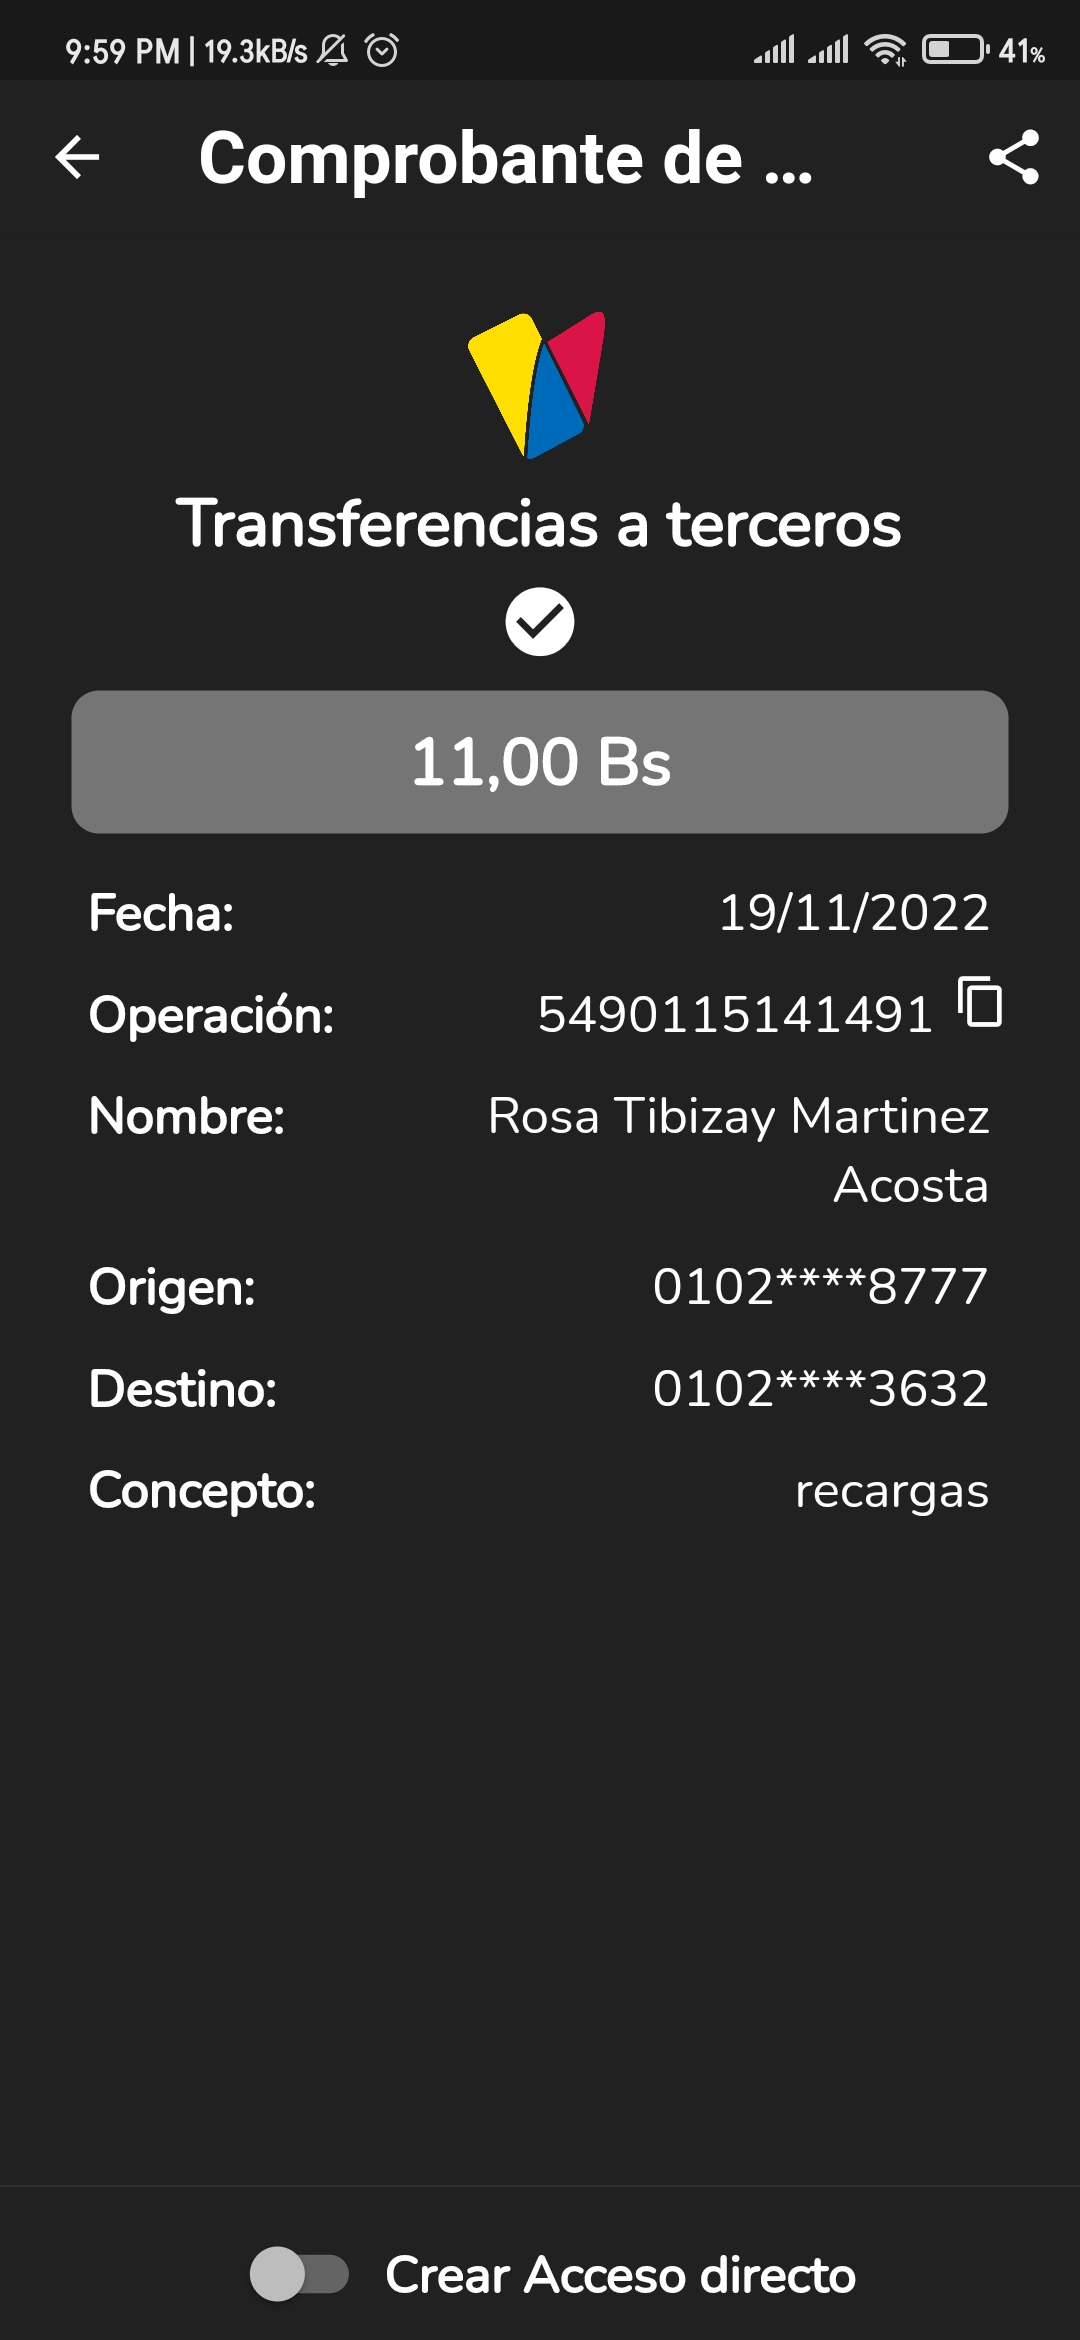 9:59 PM | 19.3kB/s 41%
Comprobante de ...
Transferencias a terceros
11,00 Bs
Fecha: 19/11/2022
Operación: 5490115141491
Nombre: Rosa Tibizay Martinez
Acosta
Origen: 0102****8777
Destino: 0102****3632
Concepto: recargas
Crear Acceso directo